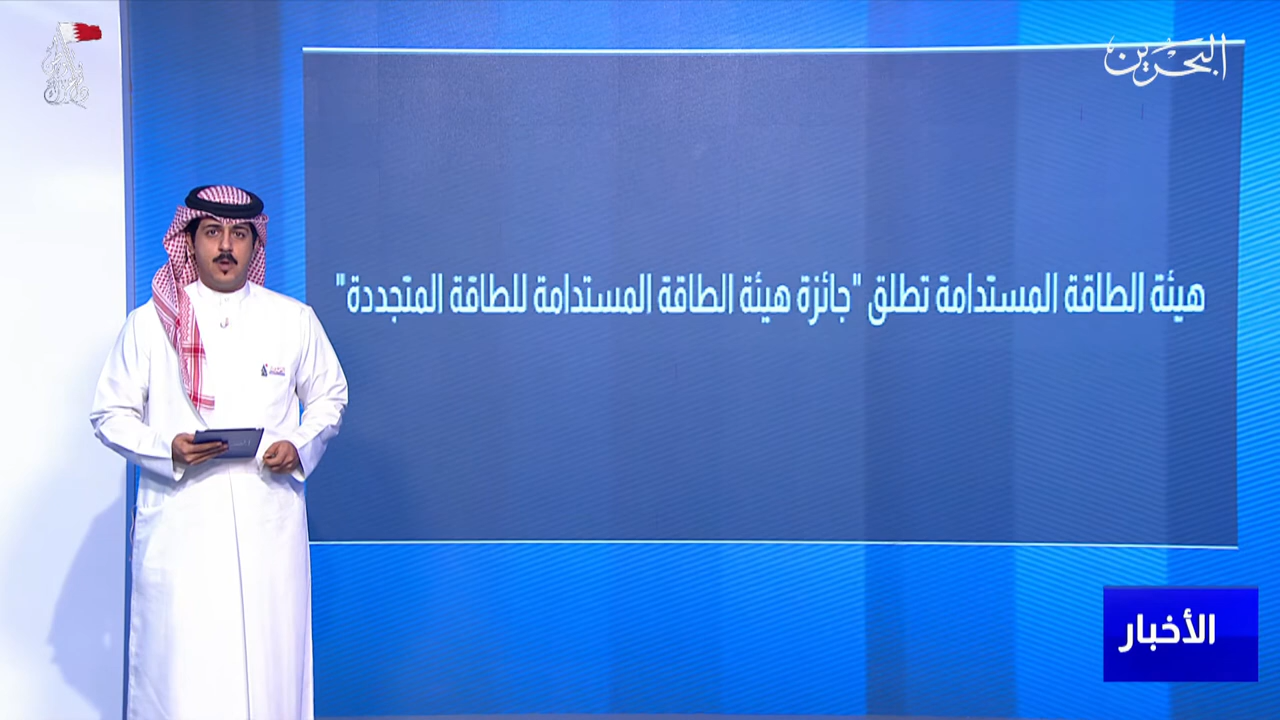 البحرين
هيئة الطاقة المستدامة تطلق "جائزة هيئة الطاقة المستدامة للطاقة المتجددة"
الأخبار